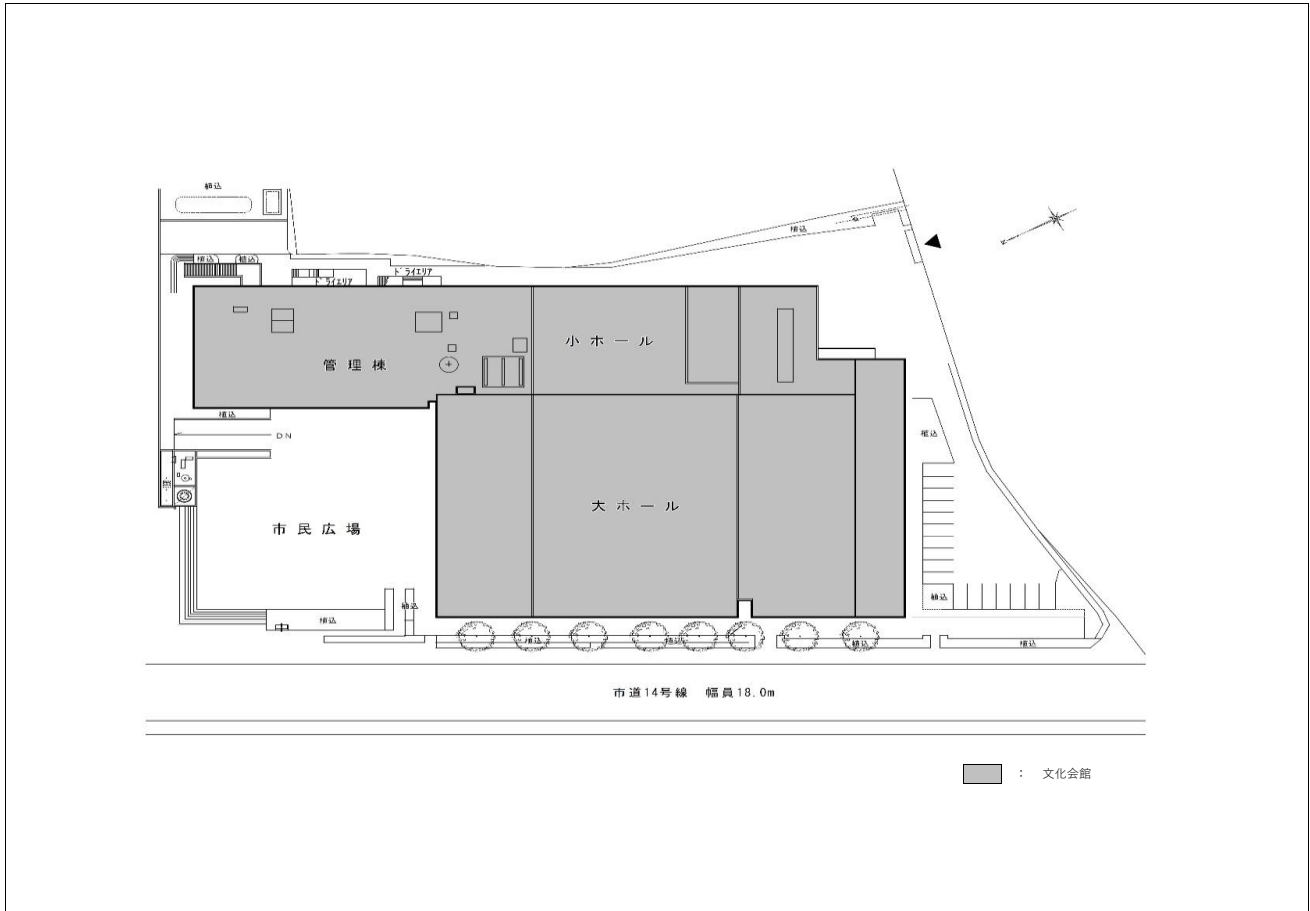 植込
植込
植込
植込
ドライエリア
ドライエリア
小ホール
管理棟
植込
DN
植込
大ホール
市民広場
植込
植込
植込
植込
植込
植込
植込
市道14号線 幅員18.0m
： 文化会館